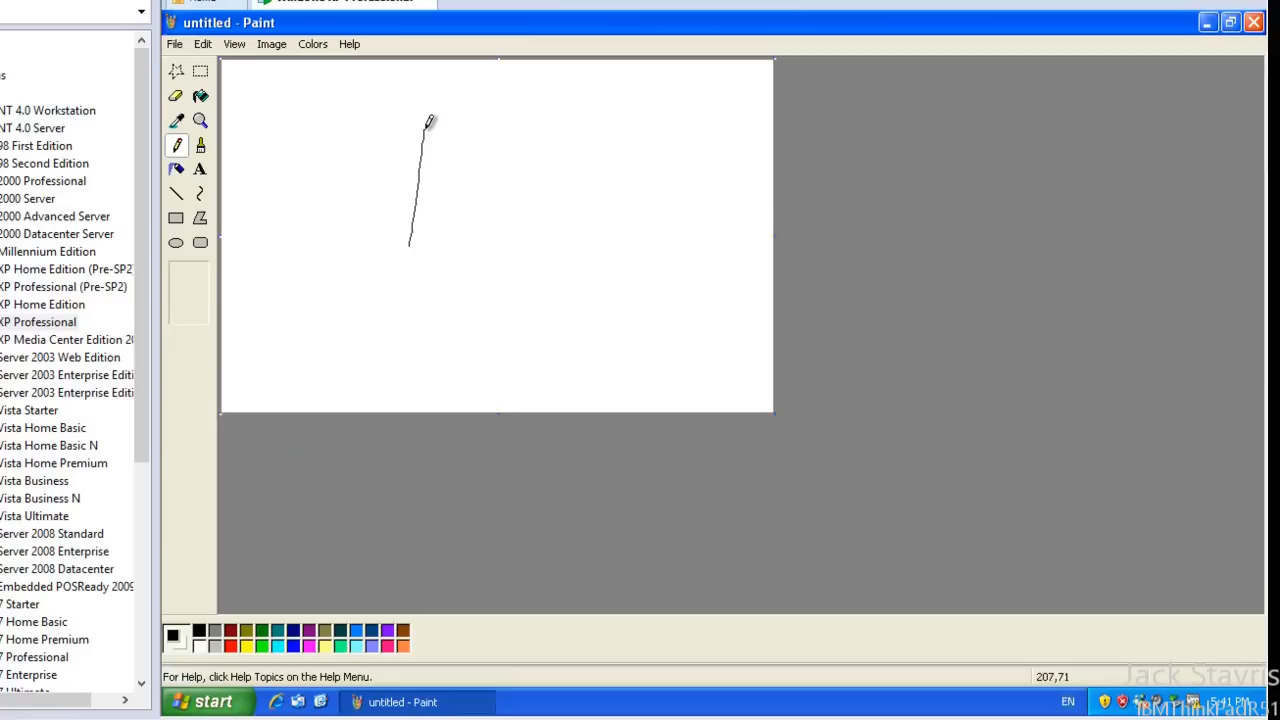 untitled - Paint
File Edit View Image Colors Help
NT 4.0 Workstation
NT 4.0 Server
98 First Edition
98 Second Edition
2000 Professional
2000 Server
2000 Advanced Server
2000 Datacenter Server
Millennium Edition
XP Home Edition (Pre-SP2)
XP Professional (Pre-SP2)
XP Home Edition
XP Professional
XP Media Center Edition 20
Server 2003 Web Edition
Server 2003 Enterprise Editi
Server 2003 Enterprise Editi
Vista Starter
Vista Home Basic
Vista Home Basic N
Vista Home Premium
Vista Business
Vista Business N
Vista Ultimate
Server 2008 Standard
Server 2008 Enterprise
Server 2008 Datacenter
Embedded POSReady 2009
7 Starter
7 Home Basic
7 Home Premium
7 Professional
7 Enterprise
For Help, click Help Topics on the Help Menu.
207,71
Jack Stavris
start
untitled - Paint
EN
5:41 PM
IBMThinkPadR51